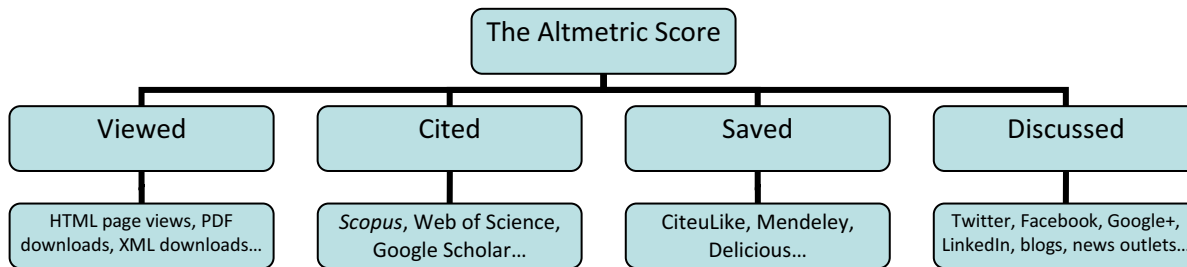 The Altmetric Score
Viewed
Cited
Saved
Discussed
HTML page views, PDF
downloads, XML downloads…
Scopus, Web of Science,
Google Scholar…
CiteuLike, Mendeley,
Delicious…
Twitter, Facebook, Google+,
LinkedIn, blogs, news outlets…